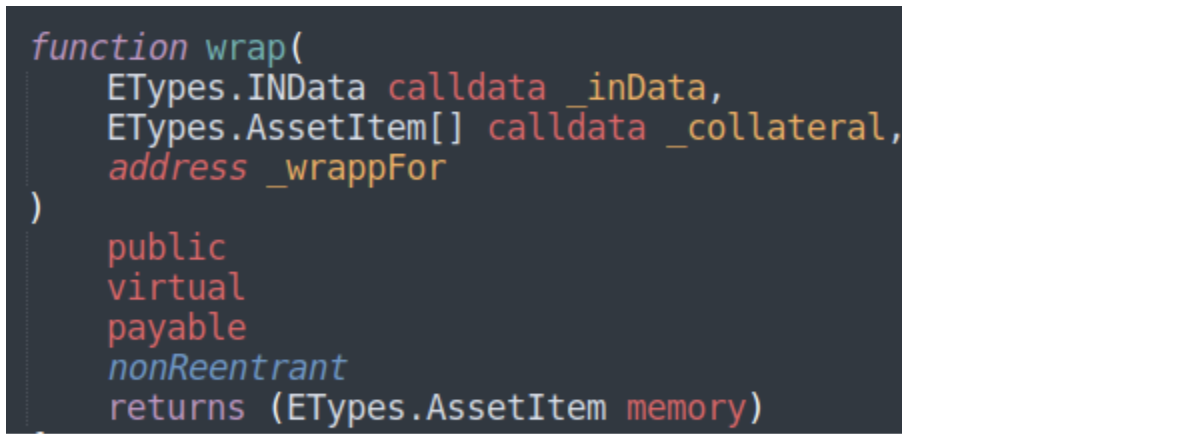 function wrap(
    ETypes.INData calldata _inData,
    ETypes.AssetItem[] calldata _collateral,
    address _wrappFor
)
    public
    virtual
    payable
    nonReentrant
    returns (ETypes.AssetItem memory)